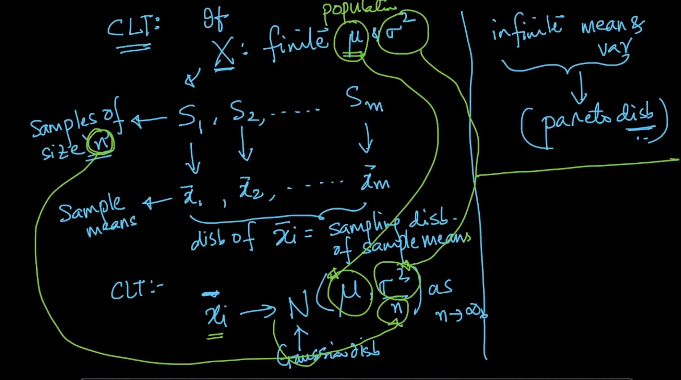 population
CLT: If
X: finite μ & σ²
Samples of size 'n' ← S₁, S₂, ...... Sm
Sample means ← x̄₁, x̄₂, ...... x̄m
disb of x̄i = sampling disb. of sample means
CLT:-
x̄i → N(μ, σ²/n) as n→∞
Gaussian disb
infinite mean & var
(pareto disb)